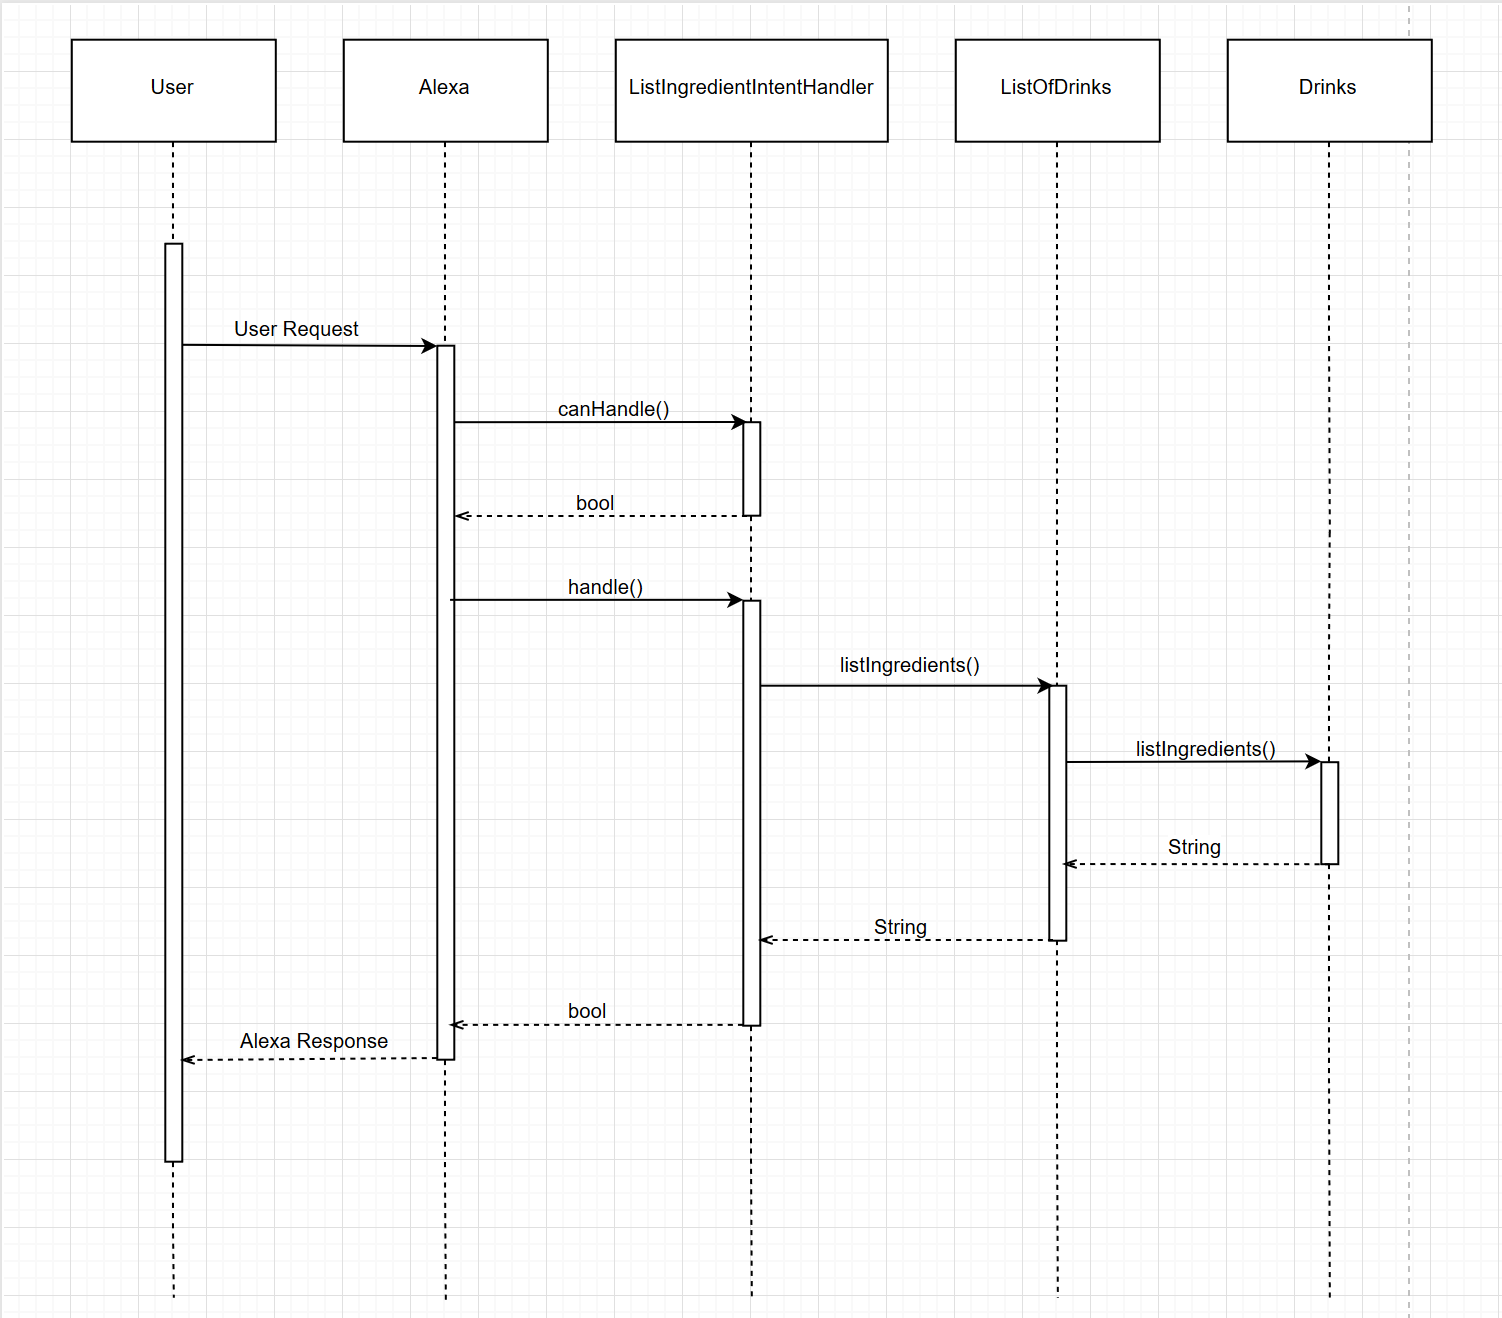 User
Alexa
ListIngredientIntentHandler
ListOfDrinks
Drinks
User Request
canHandle()
bool
handle()
listIngredients()
listIngredients()
String
String
bool
Alexa Response